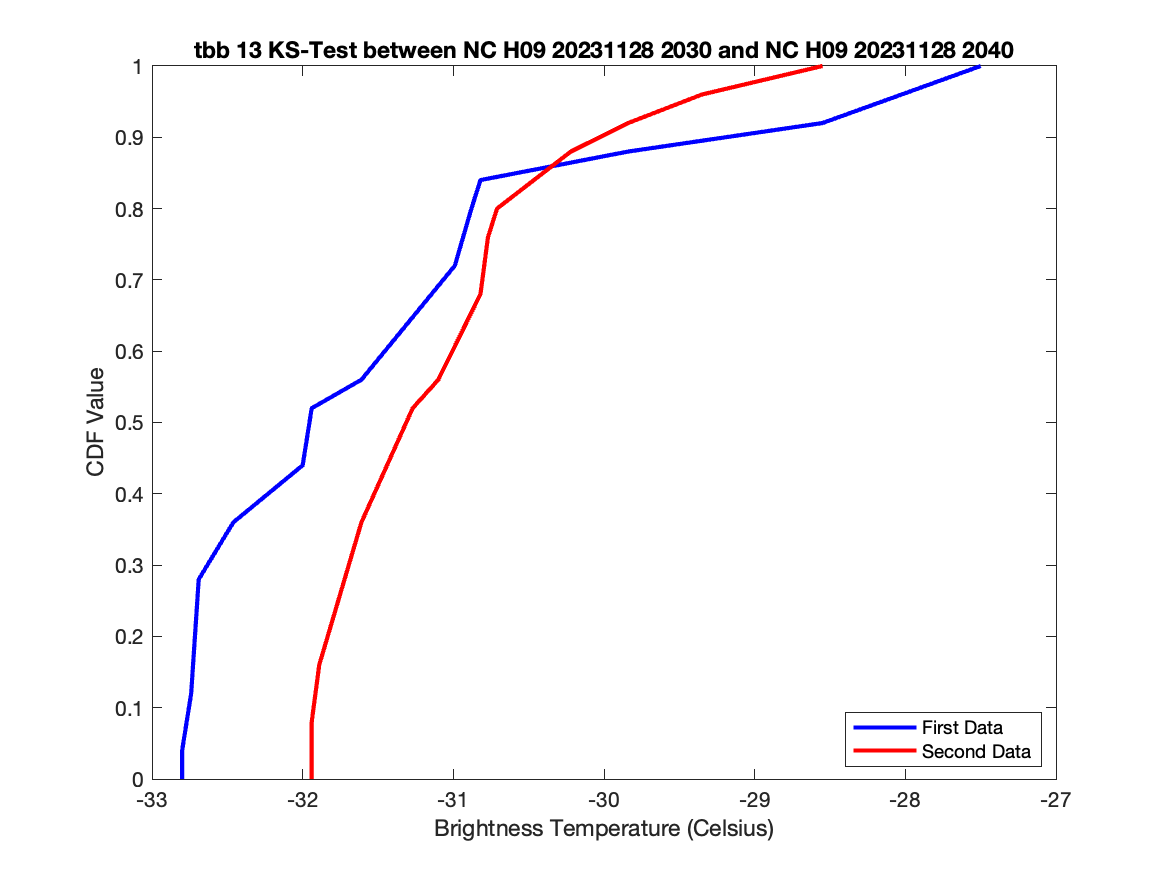 tbb 13 KS-Test between NC H09 20231128 2030 and NC H09 20231128 2040
1
0.9
0.8
0.7
0.6
0.5
0.4
0.3
0.2
0.1
0
CDF Value
-33 -32 -31 -30 -29 -28 -27
Brightness Temperature (Celsius)
First Data
Second Data